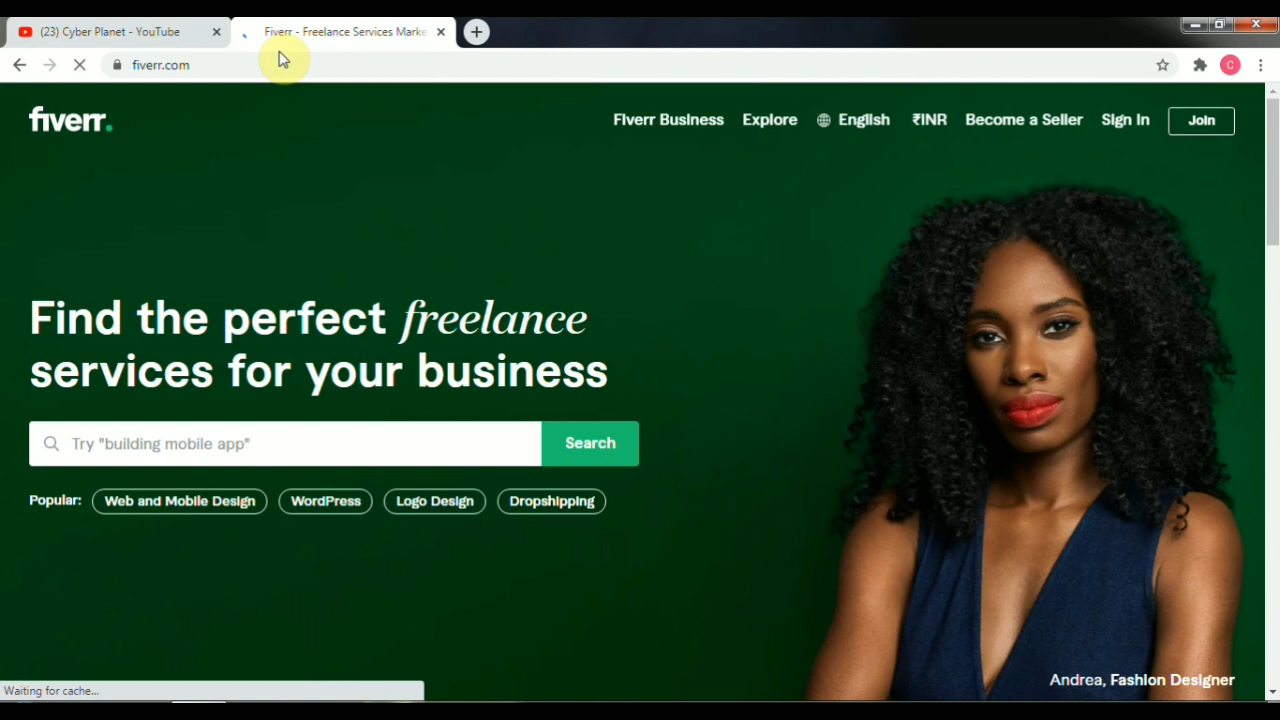 (23) Cyber Planet - YouTube
Fiverr - Freelance Services Marke
fiverr.com
C
fiverr.
Fiverr Business Explore English ₹INR Become a Seller Sign In Join
Find the perfect freelance
services for your business
Try "building mobile app"
Search
Popular: Web and Mobile Design WordPress Logo Design Dropshipping
Andrea, Fashion Designer
Waiting for cache...